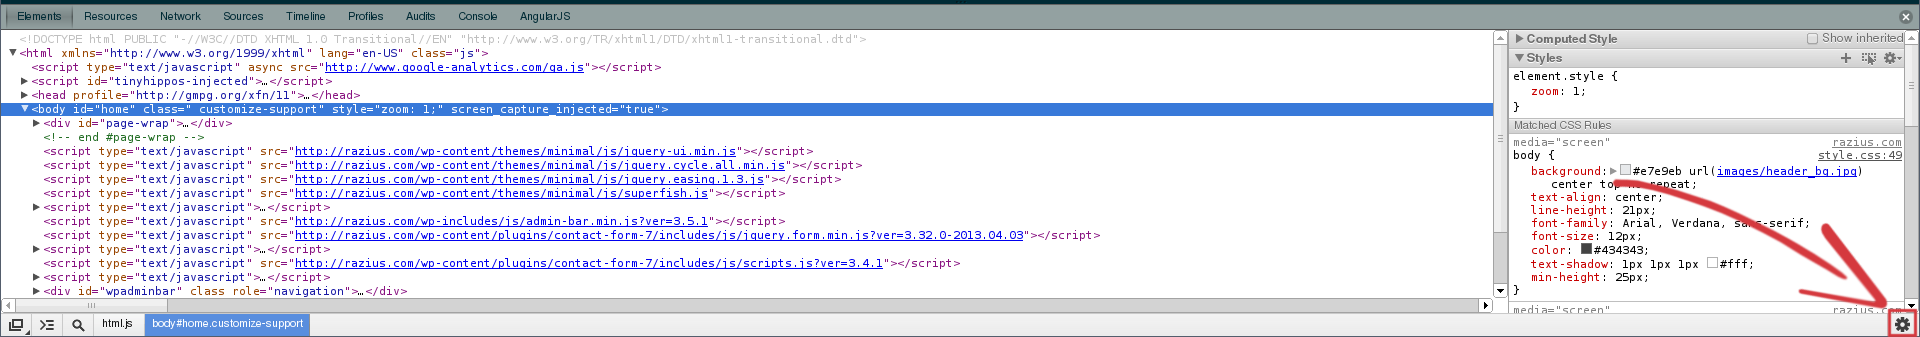 Elements Resources Network Sources Timeline Profiles Audits Console AngularJS
<!DOCTYPE html PUBLIC "-//W3C//DTD XHTML 1.0 Transitional//EN" "http://www.w3.org/TR/xhtml1/DTD/xhtml1-transitional.dtd">
<html xmlns="http://www.w3.org/1999/xhtml" lang="en-US" class="js">
<script type="text/javascript" async src="http://www.google-analytics.com/ga.js"></script>
<script id="tinyhippos-injected">…</script>
<head profile="http://gmpg.org/xfn/11">…</head>
<body id="home" class=" customize-support" style="zoom: 1;" screen_capture_injected="true">
<div id="page-wrap">…</div>
<!-- end #page-wrap -->
<script type="text/javascript" src="http://razius.com/wp-content/themes/minimal/js/jquery-ui.min.js"></script>
<script type="text/javascript" src="http://razius.com/wp-content/themes/minimal/js/jquery.cycle.all.min.js"></script>
<script type="text/javascript" src="http://razius.com/wp-content/themes/minimal/js/jquery.easing.1.3.js"></script>
<script type="text/javascript" src="http://razius.com/wp-content/themes/minimal/js/superfish.js"></script>
<script type="text/javascript">…</script>
<script type="text/javascript" src="http://razius.com/wp-includes/js/admin-bar.min.js?ver=3.5.1"></script>
<script type="text/javascript" src="http://razius.com/wp-content/plugins/contact-form-7/includes/js/jquery.form.min.js?ver=3.32.0-2013.04.03"></script>
<script type="text/javascript">…</script>
<script type="text/javascript" src="http://razius.com/wp-content/plugins/contact-form-7/includes/js/scripts.js?ver=3.4.1"></script>
<script type="text/javascript">…</script>
<div id="wpadminbar" class role="navigation">…</div>
html.js body#home.customize-support
Computed Style Show inherited
Styles
element.style {
zoom: 1;
}
Matched CSS Rules
media="screen" razius.com
body { style.css:49
background: #e7e9eb url(images/header_bg.jpg)
center top no-repeat;
text-align: center;
line-height: 21px;
font-family: Arial, Verdana, sans-serif;
font-size: 12px;
color: #434343;
text-shadow: 1px 1px 1px #fff;
min-height: 25px;
}
media="screen" razius.com